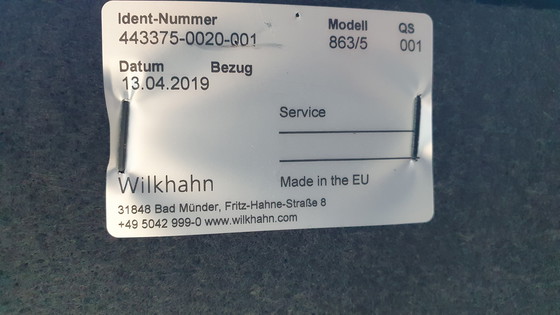 Ident-Nummer Modell QS
443375-0020-001 863/5 001
Datum Bezug
13.04.2019
Service
Wilkhahn Made in the EU
31848 Bad Münder, Fritz-Hahne-Straße 8
+49 5042 999-0 www.wilkhahn.com